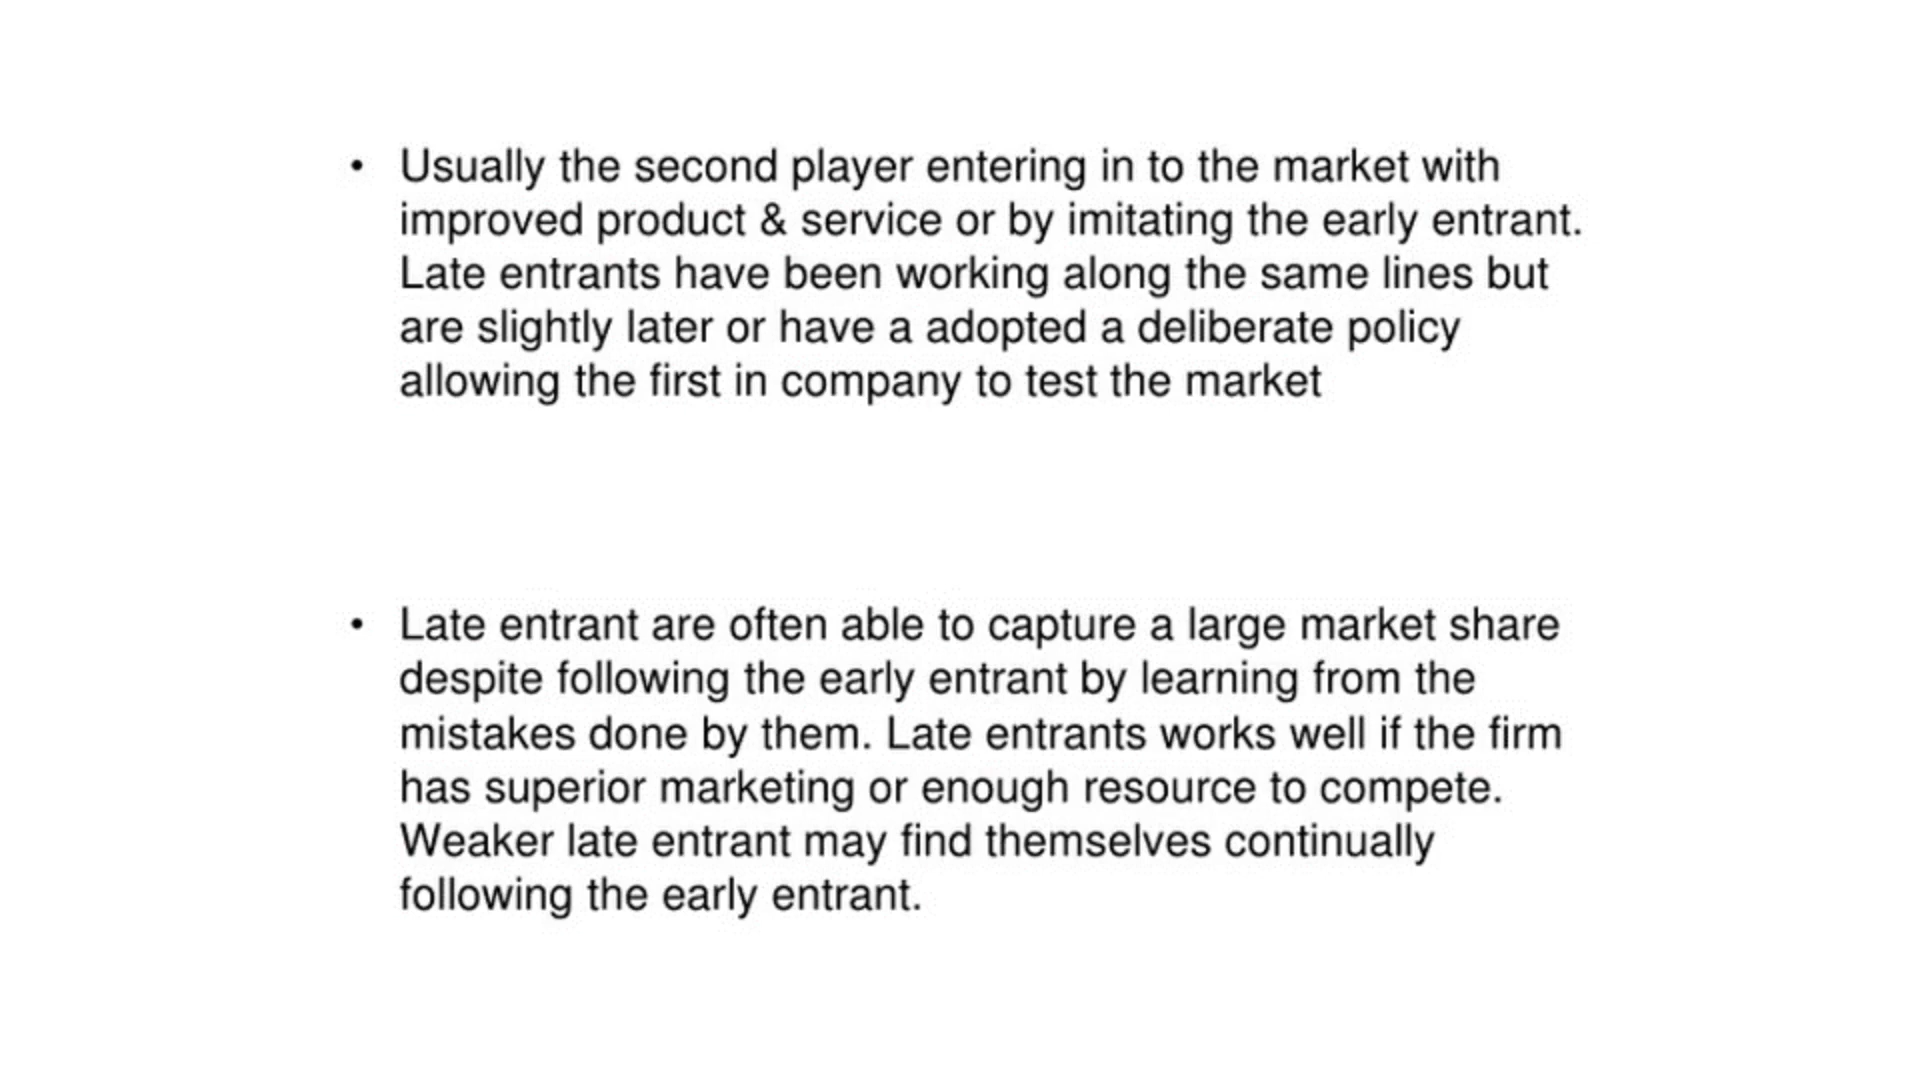 • Usually the second player entering in to the market with
improved product & service or by imitating the early entrant.
Late entrants have been working along the same lines but
are slightly later or have a adopted a deliberate policy
allowing the first in company to test the market
• Late entrant are often able to capture a large market share
despite following the early entrant by learning from the
mistakes done by them. Late entrants works well if the firm
has superior marketing or enough resource to compete.
Weaker late entrant may find themselves continually
following the early entrant.